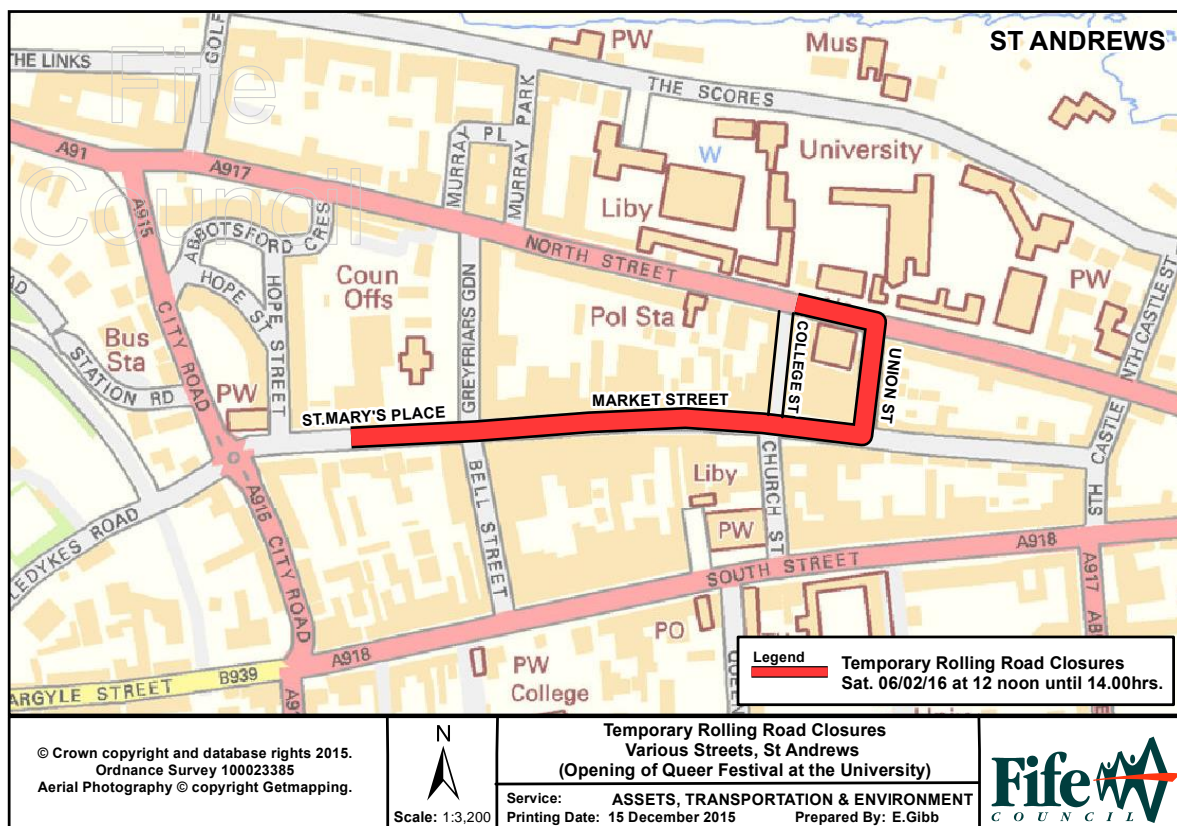 ST ANDREWS
Fife
Council
THE LINKS
GOLF
PW
Mus
THE SCORES
MURRAY PARK
MURRAY PL
A91
A917
W
University
Liby
A915
ABBOTSFORD CRES
HOPE ST
HOPE STREET
Coun
Offs
GREYFRIARS GDN
NORTH STREET
Pol Sta
PW
NTH CASTLE ST
CITY ROAD
Bus
Sta
STATION RD
PW
COLLEGE ST
UNION ST
ST.MARY'S PLACE
MARKET STREET
STH CASTLE
BELL STREET
Liby
CHURCH ST
PW
A916 CITY ROAD
LEDYKES ROAD
SOUTH STREET
A918
A917
PO
A918
PW
College
ARGYLE STREET
B939
Legend
Temporary Rolling Road Closures
Sat. 06/02/16 at 12 noon until 14.00hrs.
© Crown copyright and database rights 2015.
Ordnance Survey 100023385
Aerial Photography © copyright Getmapping.
N
Scale: 1:3,200
Temporary Rolling Road Closures
Various Streets, St Andrews
(Opening of Queer Festival at the University)
Service: ASSETS, TRANSPORTATION & ENVIRONMENT
Printing Date: 15 December 2015 Prepared By: E.Gibb
Fife
COUNCIL